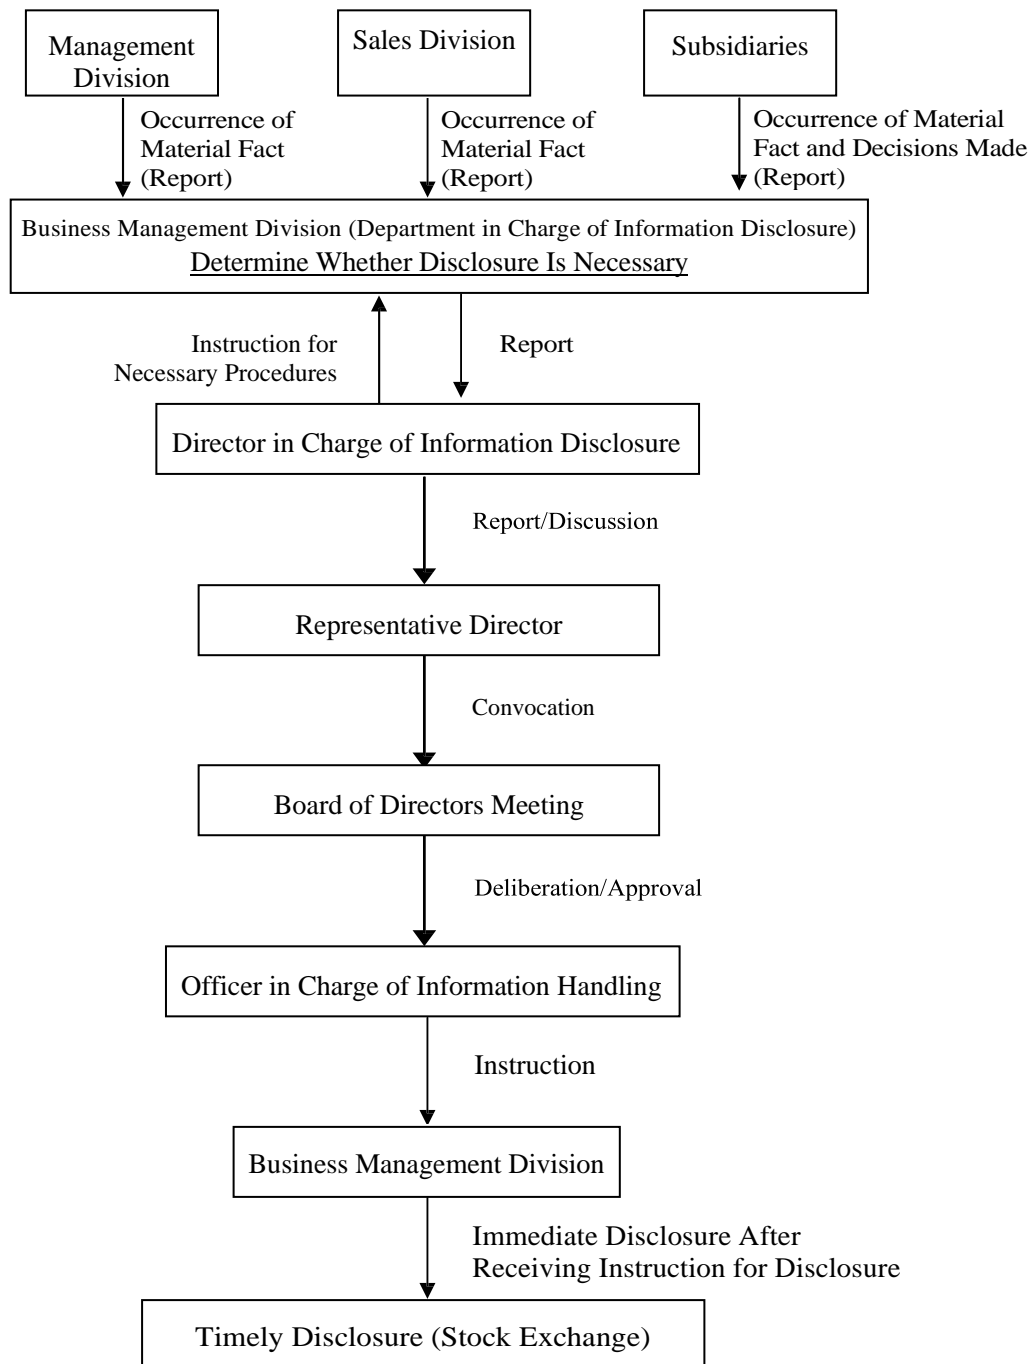 Management
Division
Sales Division
Subsidiaries
Occurrence of
Material Fact
(Report)
Occurrence of
Material Fact
(Report)
Occurrence of Material
Fact and Decisions Made
(Report)
Business Management Division (Department in Charge of Information Disclosure)
Determine Whether Disclosure Is Necessary
Instruction for
Necessary Procedures
Report
Director in Charge of Information Disclosure
Report/Discussion
Representative Director
Convocation
Board of Directors Meeting
Deliberation/Approval
Officer in Charge of Information Handling
Instruction
Business Management Division
Immediate Disclosure After
Receiving Instruction for Disclosure
Timely Disclosure (Stock Exchange)